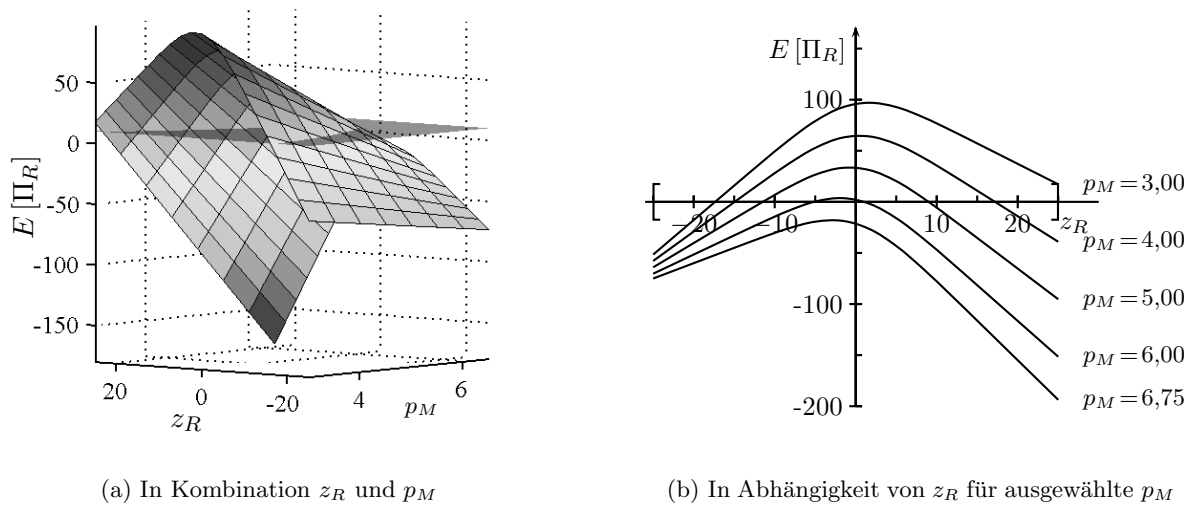 50
0
-50
-100
-150
E [Π_R]
20
0
-20
z_R
4
6
p_M
(a) In Kombination z_R und p_M
E [Π_R]
100
-100
-200
−20
−10
10
20
z_R
p_M = 3,00
p_M = 4,00
p_M = 5,00
p_M = 6,00
p_M = 6,75
(b) In Abhängigkeit von z_R für ausgewählte p_M